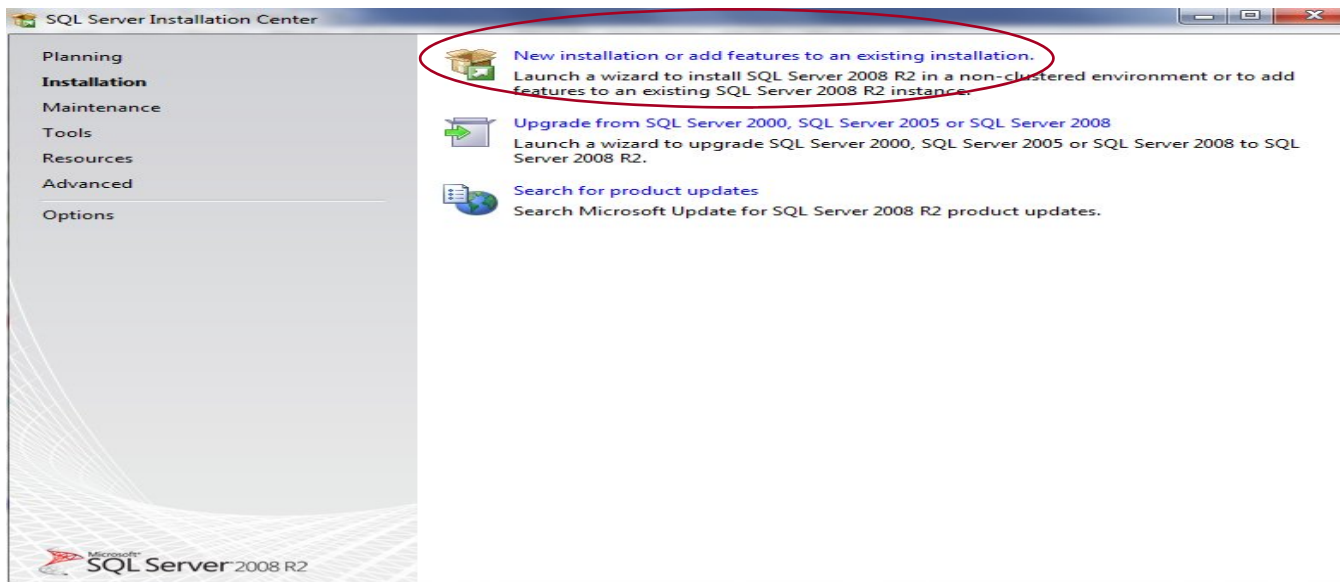 SQL Server Installation Center
Planning
Installation
Maintenance
Tools
Resources
Advanced
Options
New installation or add features to an existing installation.
Launch a wizard to install SQL Server 2008 R2 in a non-clustered environment or to add
features to an existing SQL Server 2008 R2 instance.
Upgrade from SQL Server 2000, SQL Server 2005 or SQL Server 2008
Launch a wizard to upgrade SQL Server 2000, SQL Server 2005 or SQL Server 2008 to SQL
Server 2008 R2.
Search for product updates
Search Microsoft Update for SQL Server 2008 R2 product updates.
Microsoft®
SQL Server 2008 R2